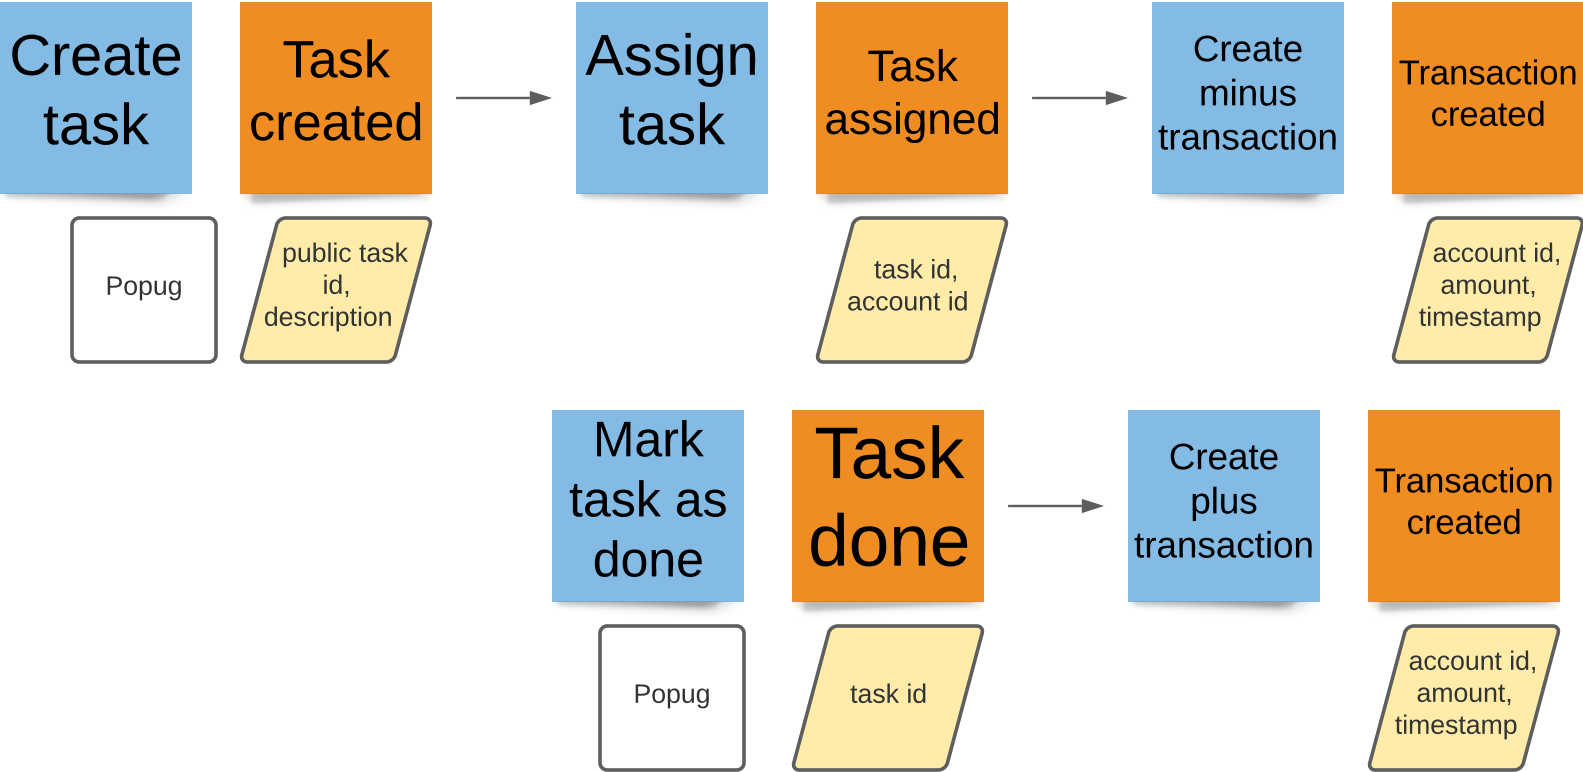 Create
task
Task
created
Assign
task
Task
assigned
Create
minus
transaction
Transaction
created
Popug
public task
id,
description
task id,
account id
account id,
amount,
timestamp
Mark
task as
done
Task
done
Create
plus
transaction
Transaction
created
Popug
task id
account id,
amount,
timestamp